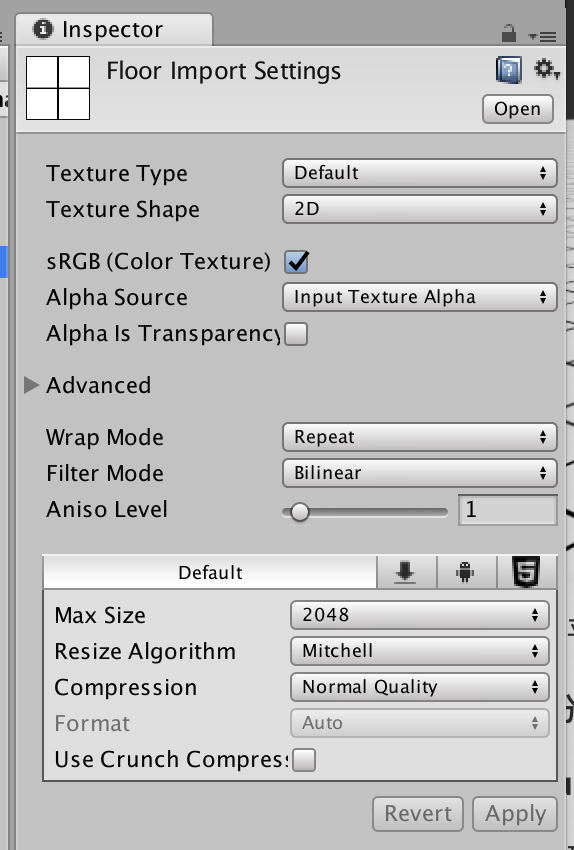 Inspector
Floor Import Settings
Open
Texture Type Default
Texture Shape 2D
sRGB (Color Texture)
Alpha Source Input Texture Alpha
Alpha Is Transparency
Advanced
Wrap Mode Repeat
Filter Mode Bilinear
Aniso Level 1
Default
Max Size 2048
Resize Algorithm Mitchell
Compression Normal Quality
Format Auto
Use Crunch Compres
Revert Apply